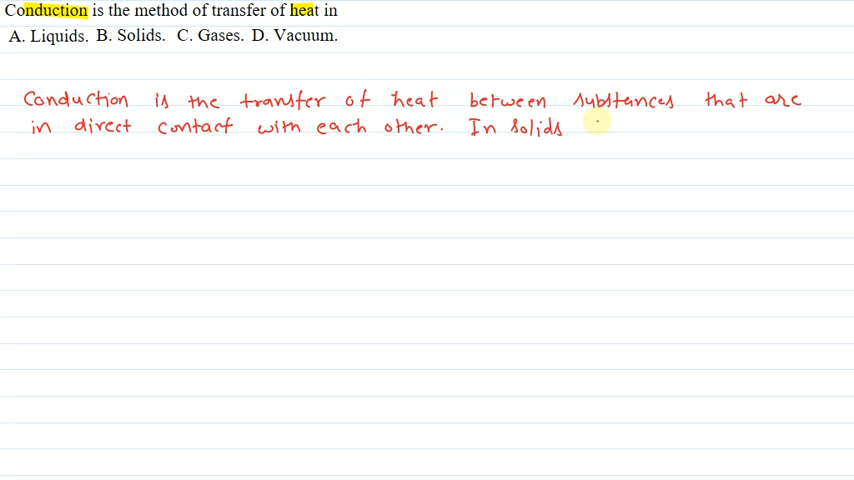 Conduction is the method of transfer of heat in
A. Liquids. B. Solids. C. Gases. D. Vacuum.
Conduction is the transfer of heat between substances that are
in direct contact with each other. In solids